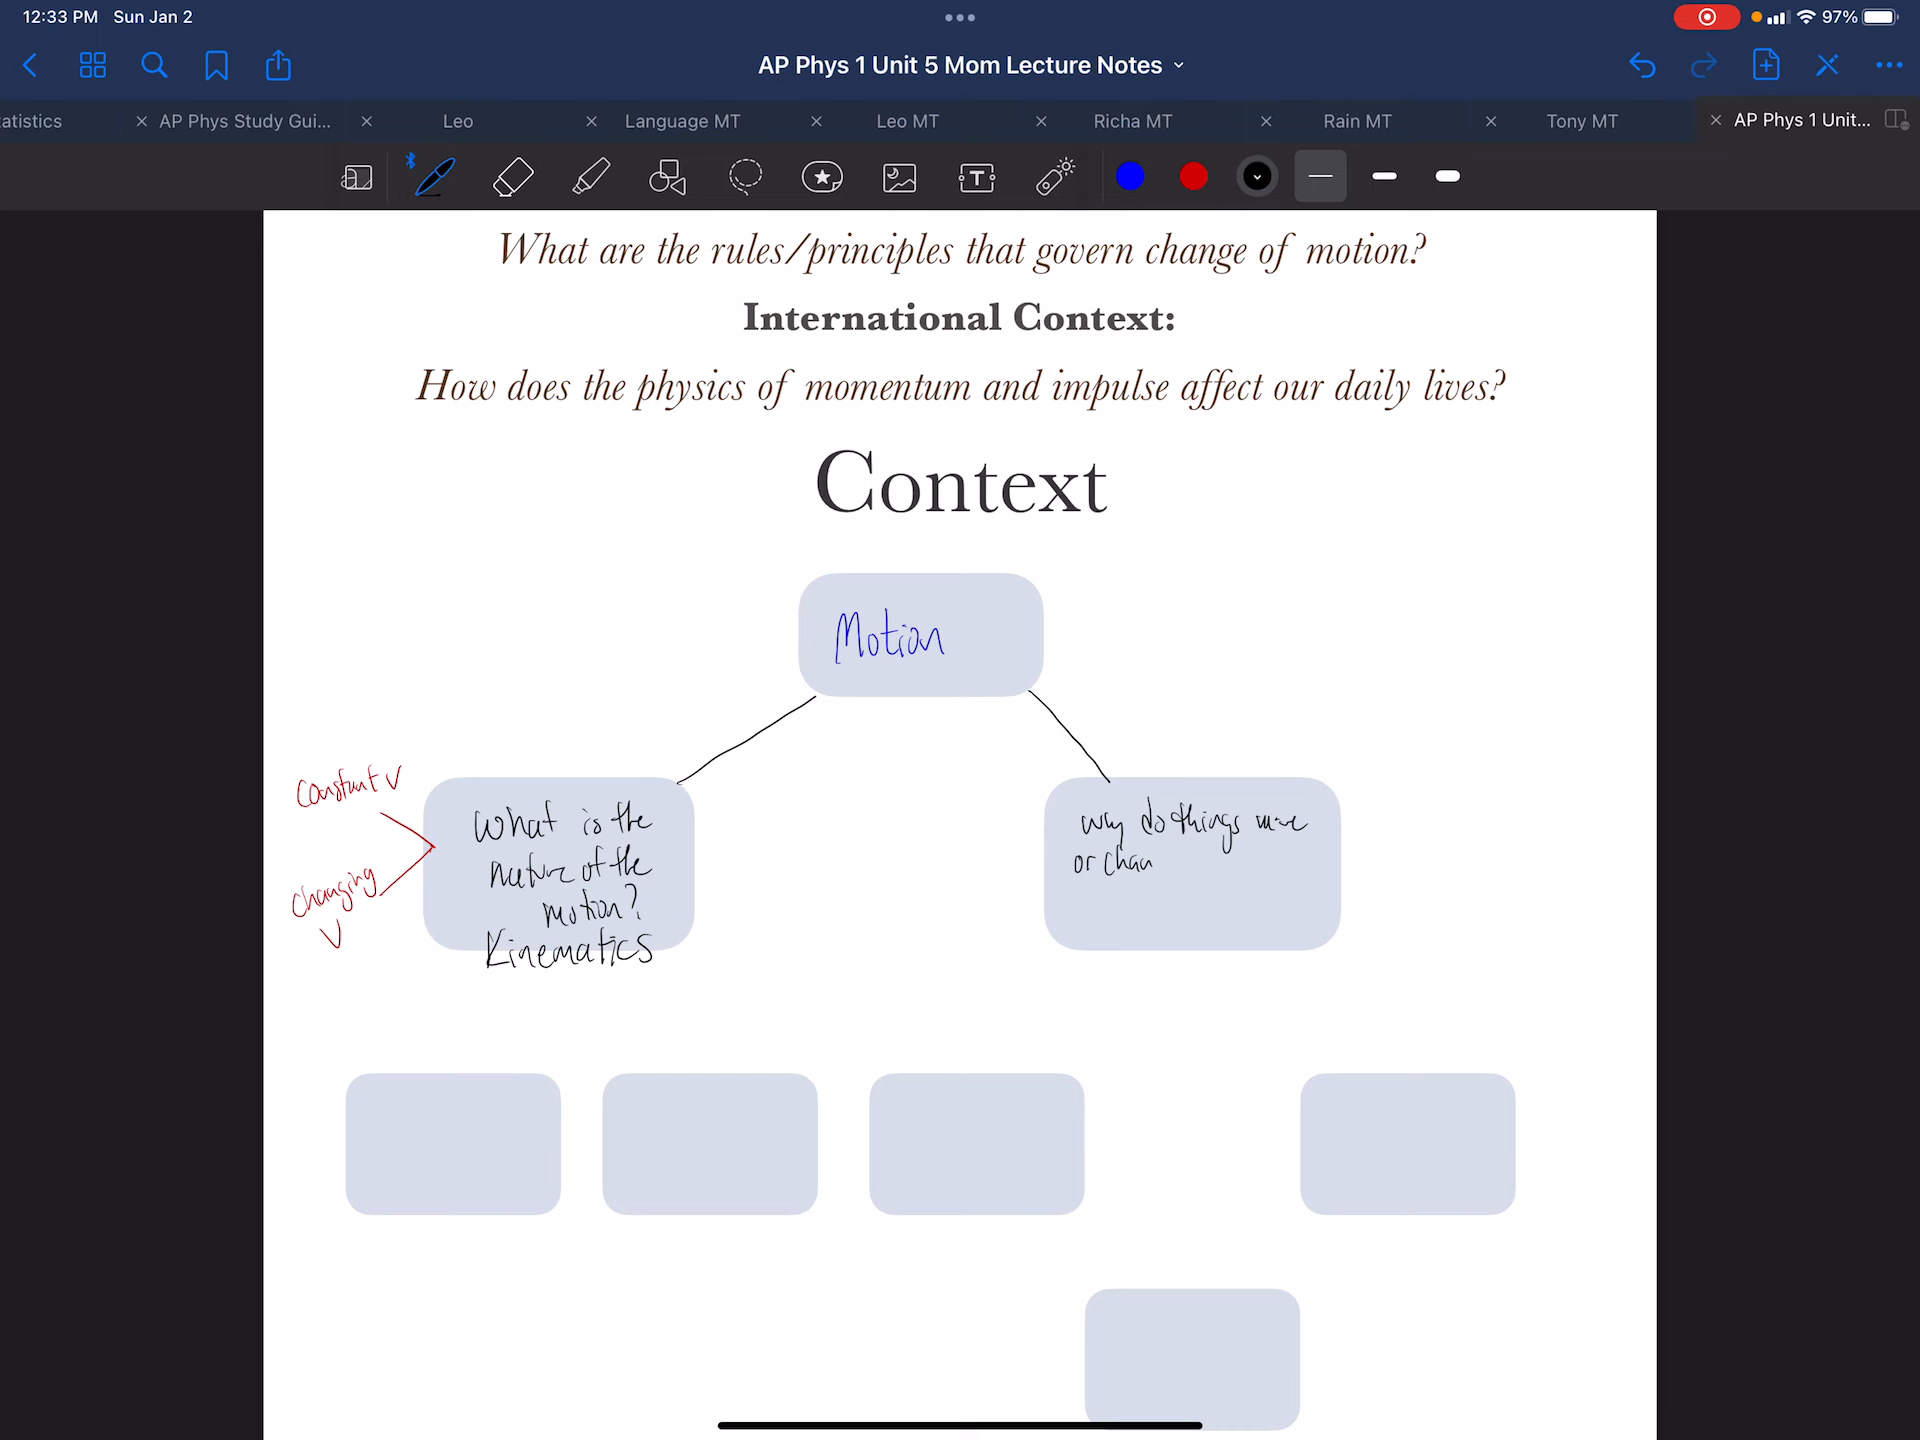 12:33 PM Sun Jan 2
97%
AP Phys 1 Unit 5 Mom Lecture Notes
atistics
AP Phys Study Gui...
Leo
Language MT
Leo MT
Richa MT
Rain MT
Tony MT
AP Phys 1 Unit...
What are the rules/principles that govern change of motion?
International Context:
How does the physics of momentum and impulse affect our daily lives?
Context
Motion
Constant v
changing
v
What is the
nature of the
motion?
Kinematics
why do things move
or chan